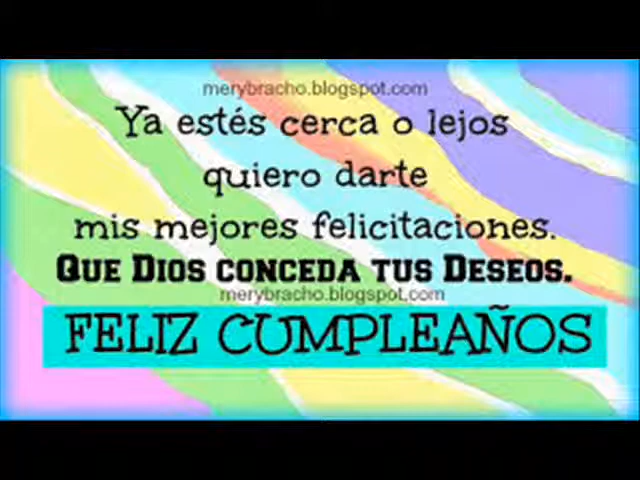 merybracho.blogspot.com
Ya estés cerca o lejos
quiero darte
mis mejores felicitaciones.
QUE DIOS CONCEDA TUS DESEOS.
merybracho.blogspot.com
FELIZ CUMPLEAÑOS